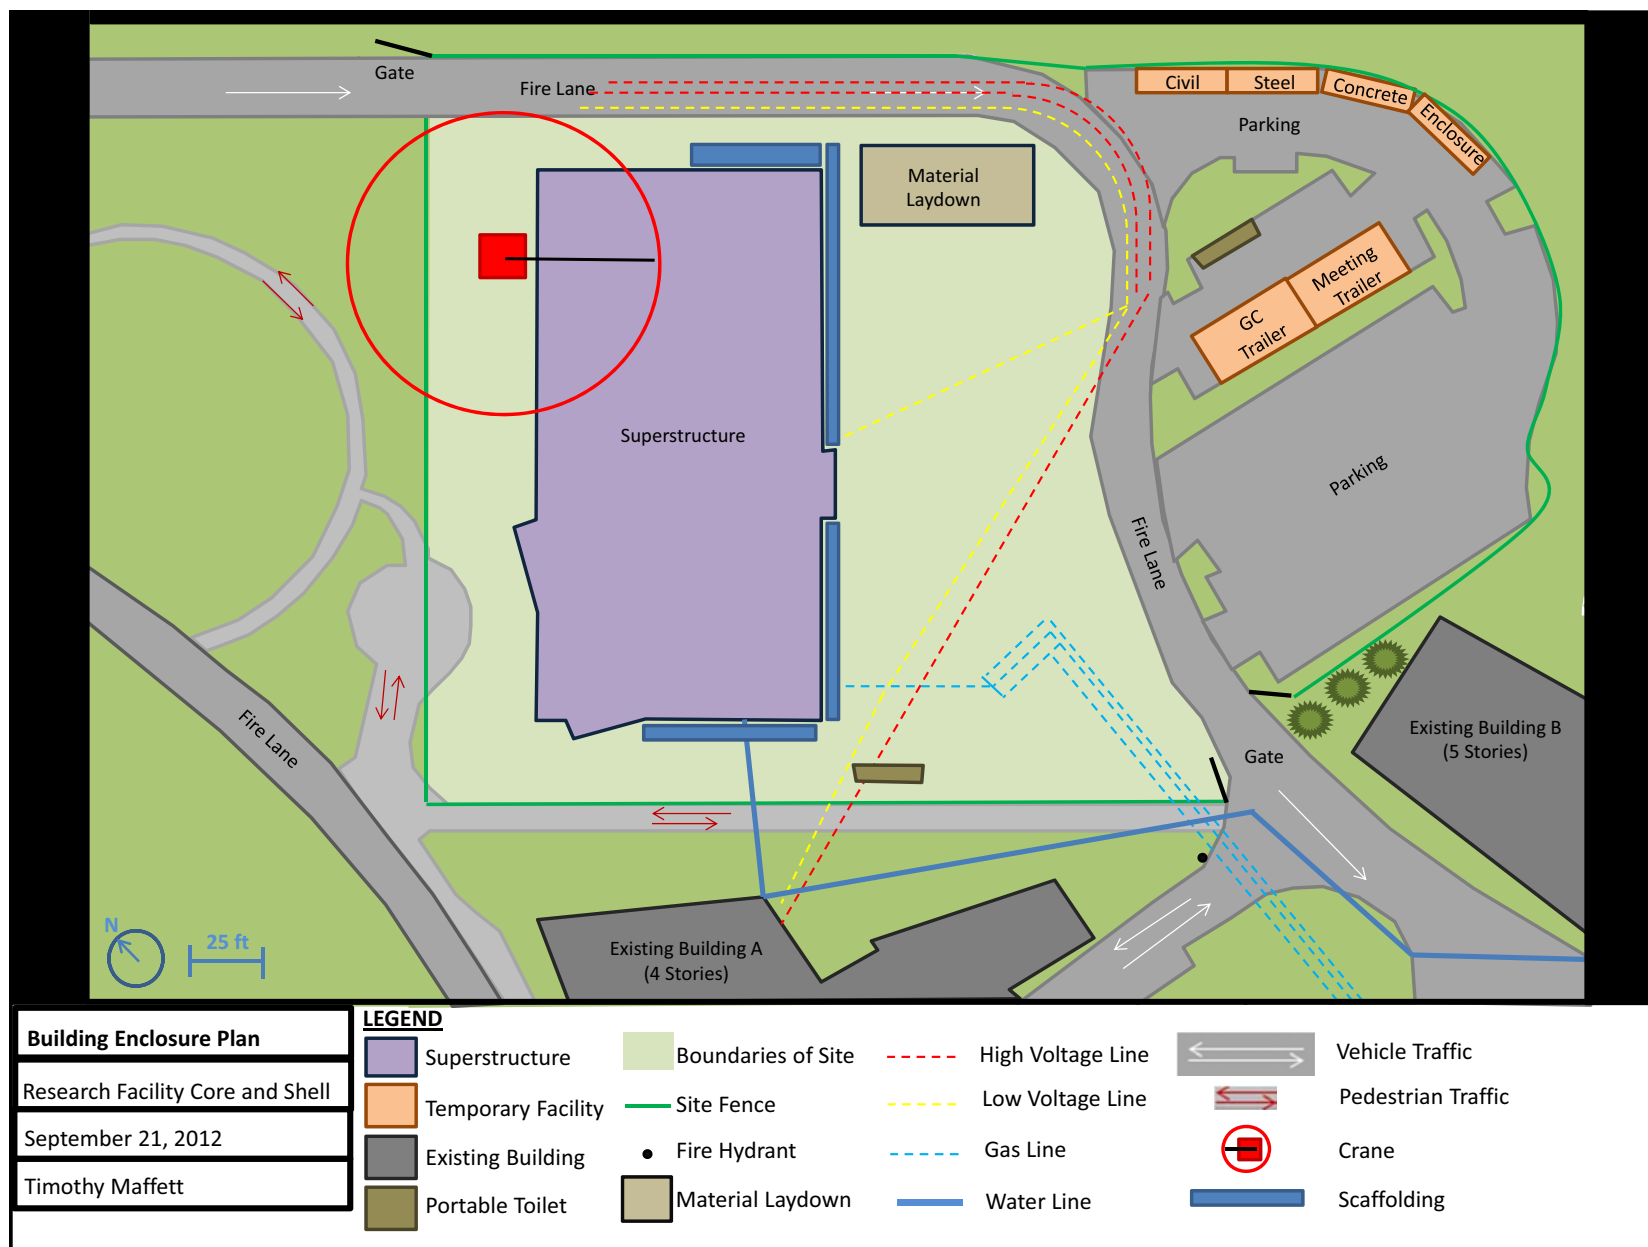 Gate
Fire Lane
Civil
Steel
Concrete
Enclosure
Parking
Material
Laydown
Meeting
Trailer
GC
Trailer
Superstructure
Parking
Fire Lane
Fire Lane
Gate
Existing Building B
(5 Stories)
N
25 ft
Existing Building A
(4 Stories)
Building Enclosure Plan
Research Facility Core and Shell
September 21, 2012
Timothy Maffett
LEGEND
Superstructure
Temporary Facility
Existing Building
Portable Toilet
Boundaries of Site
Site Fence
Fire Hydrant
Material Laydown
High Voltage Line
Low Voltage Line
Gas Line
Water Line
Vehicle Traffic
Pedestrian Traffic
Crane
Scaffolding